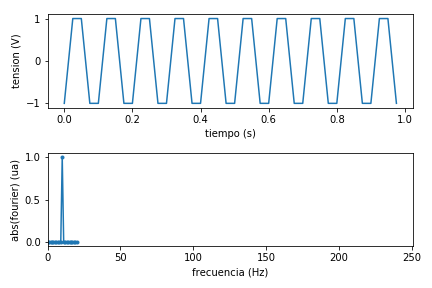 1
0
−1
tension (V)
0.0 0.2 0.4 0.6 0.8 1.0
tiempo (s)
1.0
0.5
0.0
abs(fourier) (ua)
0 50 100 150 200 250
frecuencia (Hz)